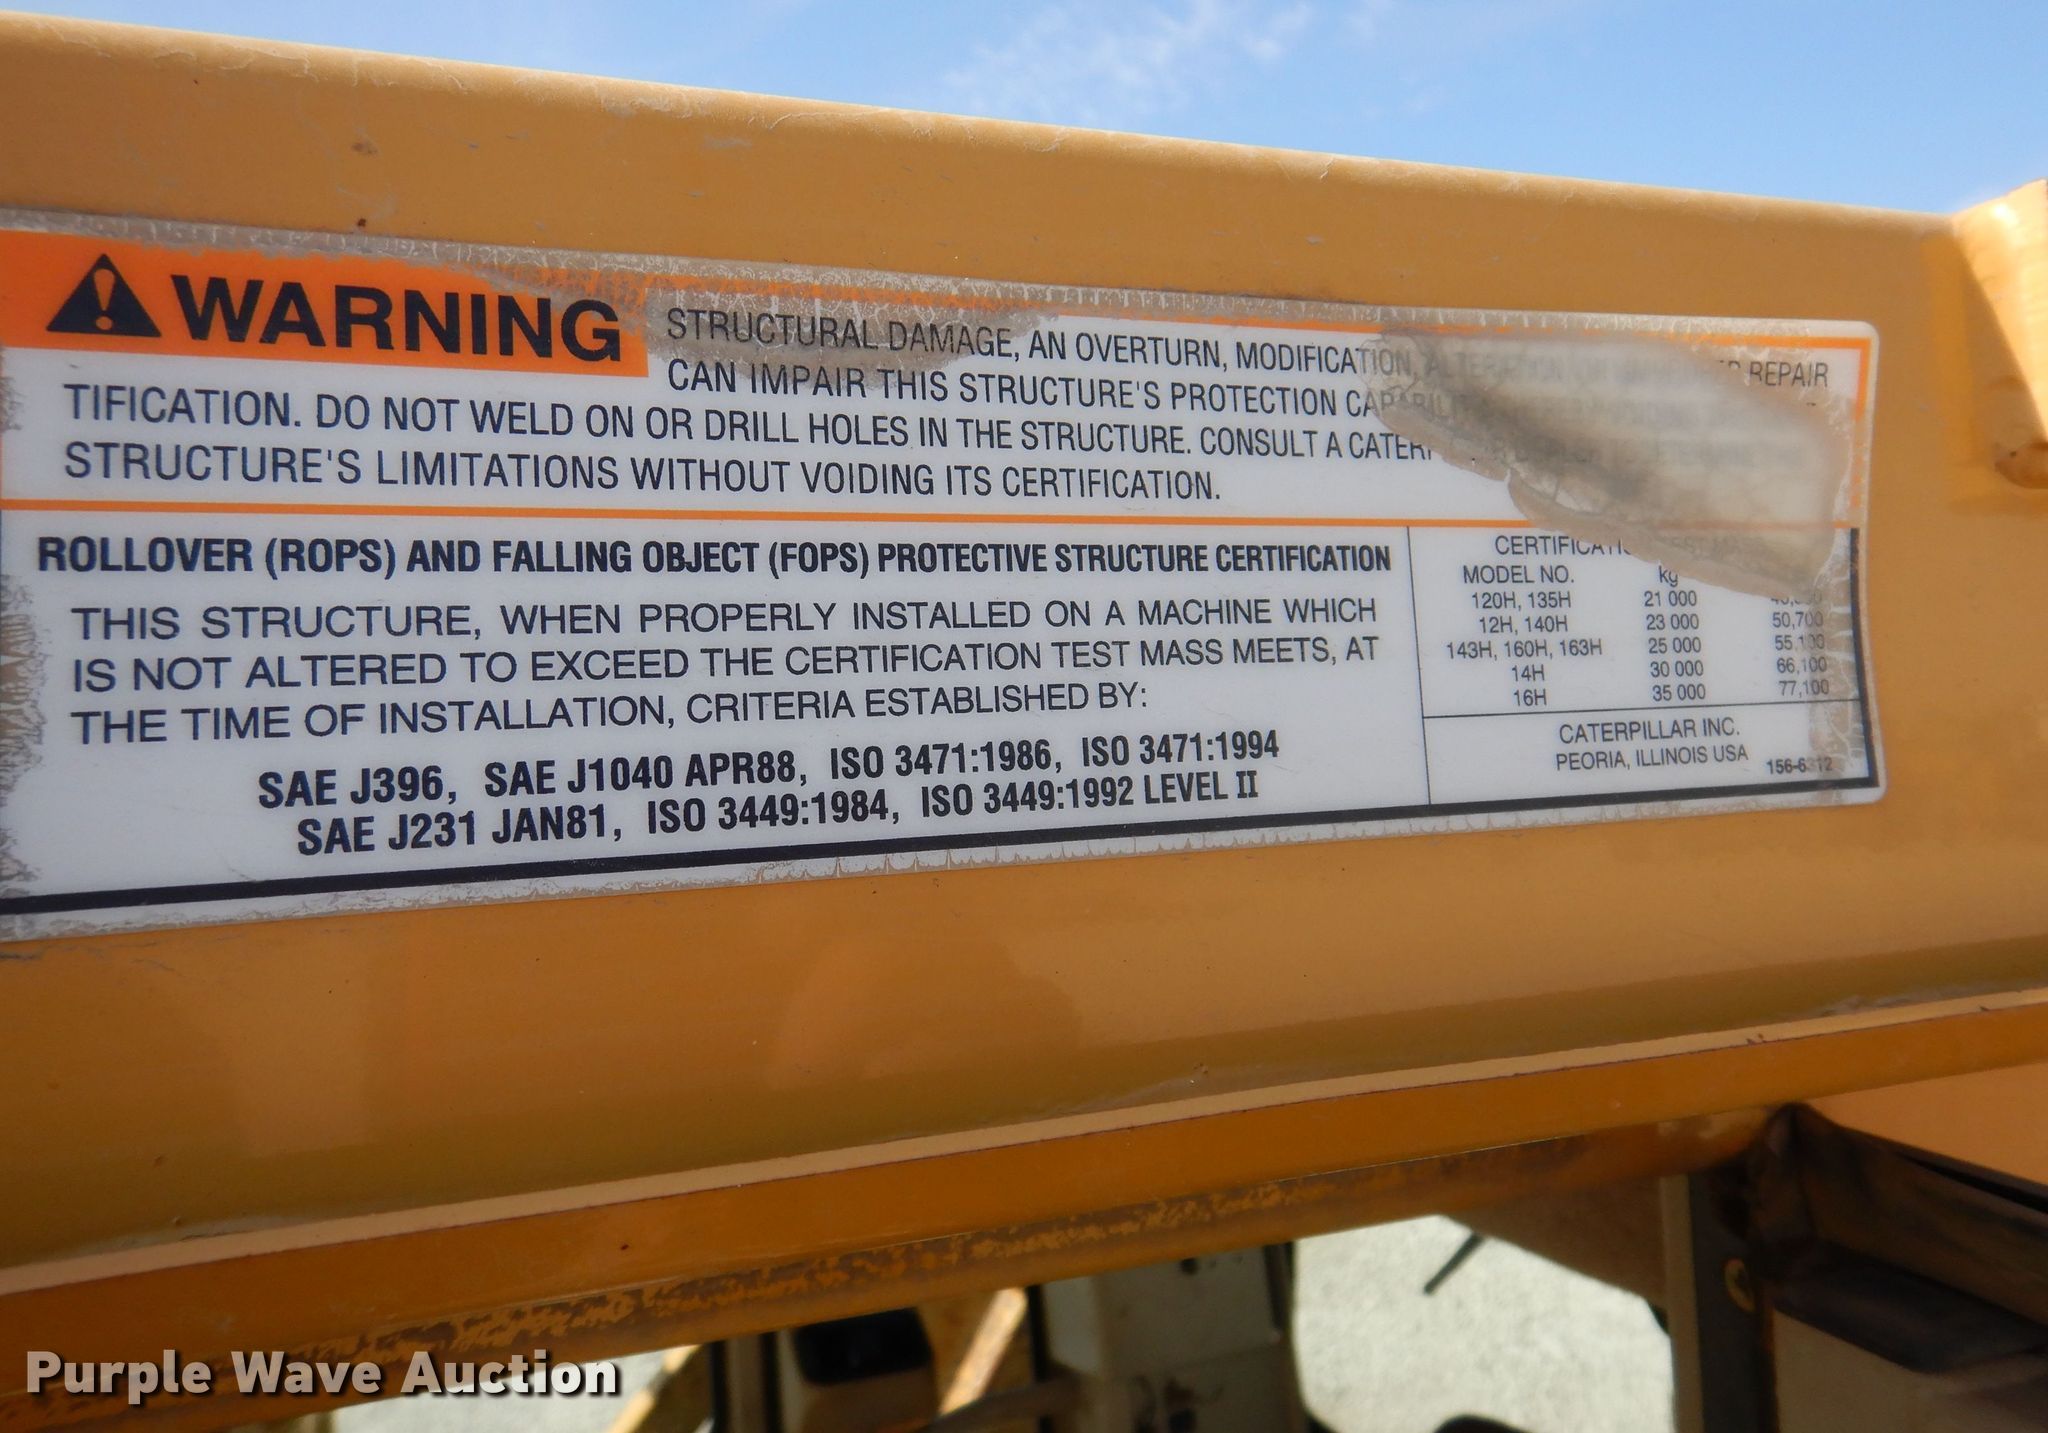 WARNING
STRUCTURAL DAMAGE, AN OVERTURN, MODIFICATION, REPAIR
CAN IMPAIR THIS STRUCTURE'S PROTECTION
TIFICATION. DO NOT WELD ON OR DRILL HOLES IN THE STRUCTURE. CONSULT A
STRUCTURE'S LIMITATIONS WITHOUT VOIDING ITS CERTIFICATION.
ROLLOVER (ROPS) AND FALLING OBJECT (FOPS) PROTECTIVE STRUCTURE CERTIFICATION
THIS STRUCTURE, WHEN PROPERLY INSTALLED ON A MACHINE WHICH
IS NOT ALTERED TO EXCEED THE CERTIFICATION TEST MASS MEETS, AT
THE TIME OF INSTALLATION, CRITERIA ESTABLISHED BY:
SAE J396, SAE J1040 APR88, ISO 3471:1986, ISO 3471:1994
SAE J231 JAN81, ISO 3449:1984, ISO 3449:1992 LEVEL II
MODEL NO. kg
120H, 135H 21 000
12H, 140H 23 000 50,700
143H, 160H, 163H 25 000 55,100
14H 30 000 66,100
16H 35 000 77,100
CATERPILLAR INC.
PEORIA, ILLINOIS USA
Purple Wave Auction